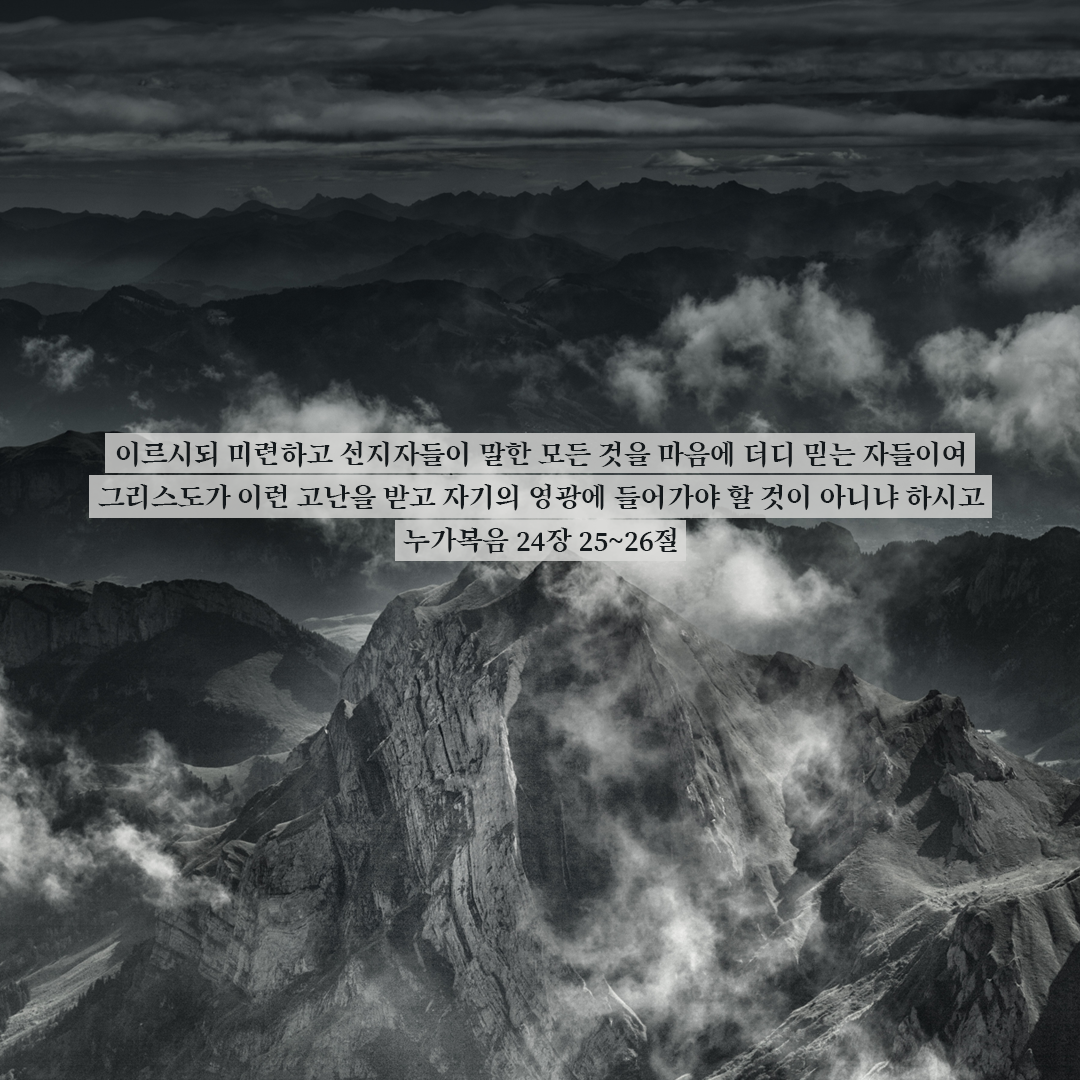 이르시되 미련하고 선지자들이 말한 모든 것을 마음에 더디 믿는 자들이여
그리스도가 이런 고난을 받고 자기의 영광에 들어가야 할 것이 아니냐 하시고
누가복음 24장 25~26절